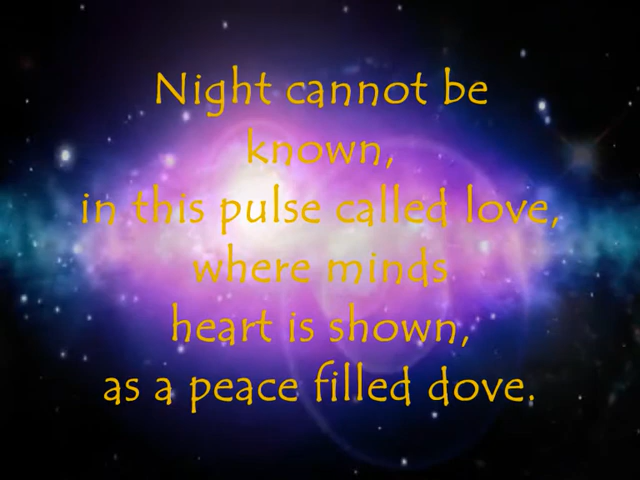 Night cannot be
known,
in this pulse called love,
where minds
heart is shown,
as a peace filled dove.